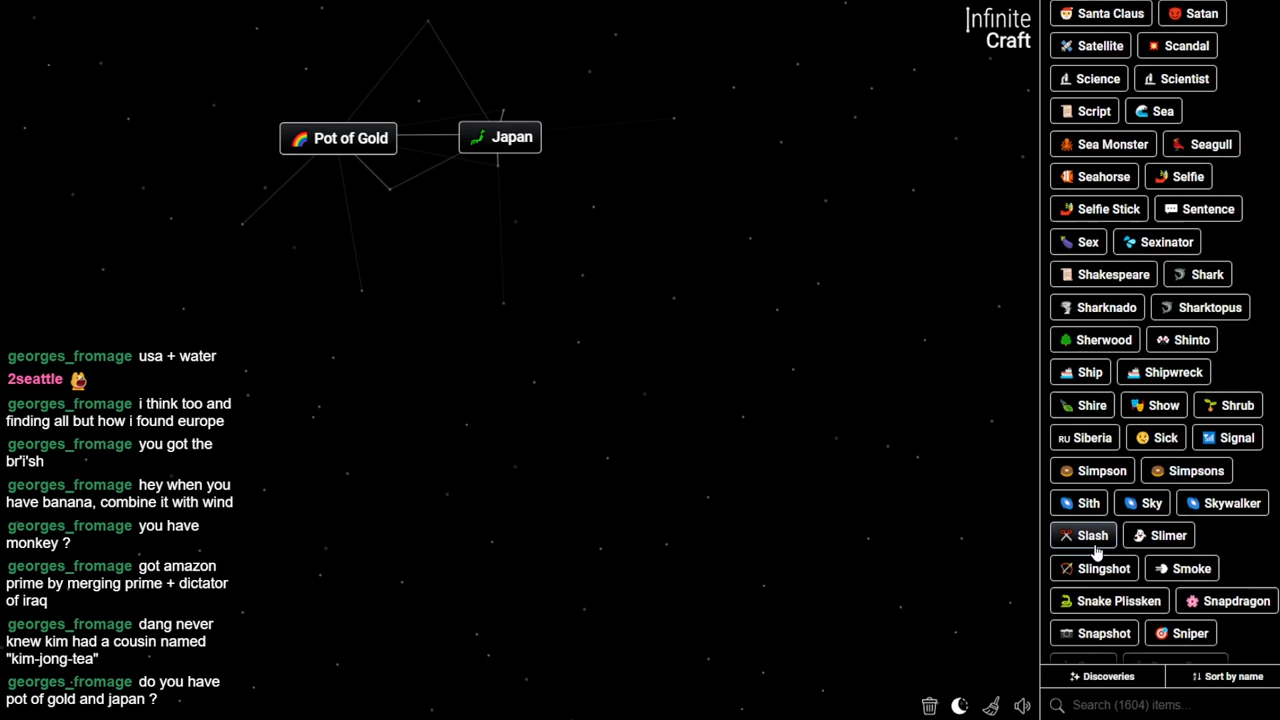 Infinite
Craft
Pot of Gold
Japan
georges_fromage usa + water
2seattle
georges_fromage i think too and
finding all but how i found europe
georges_fromage you got the
br'i'sh
georges_fromage hey when you
have banana, combine it with wind
georges_fromage you have
monkey ?
georges_fromage got amazon
prime by merging prime + dictator
of iraq
georges_fromage dang never
knew kim had a cousin named
"kim-jong-tea"
georges_fromage do you have
pot of gold and japan ?
Santa Claus Satan
Satellite Scandal
Science Scientist
Script Sea
Sea Monster Seagull
Seahorse Selfie
Selfie Stick Sentence
Sex Sexinator
Shakespeare Shark
Sharknado Sharktopus
Sherwood Shinto
Ship Shipwreck
Shire Show Shrub
RU Siberia Sick Signal
Simpson Simpsons
Sith Sky Skywalker
Slash Slimer
Slingshot Smoke
Snake Plissken Snapdragon
Snapshot Sniper
Discoveries Sort by name
Search (1604) items...